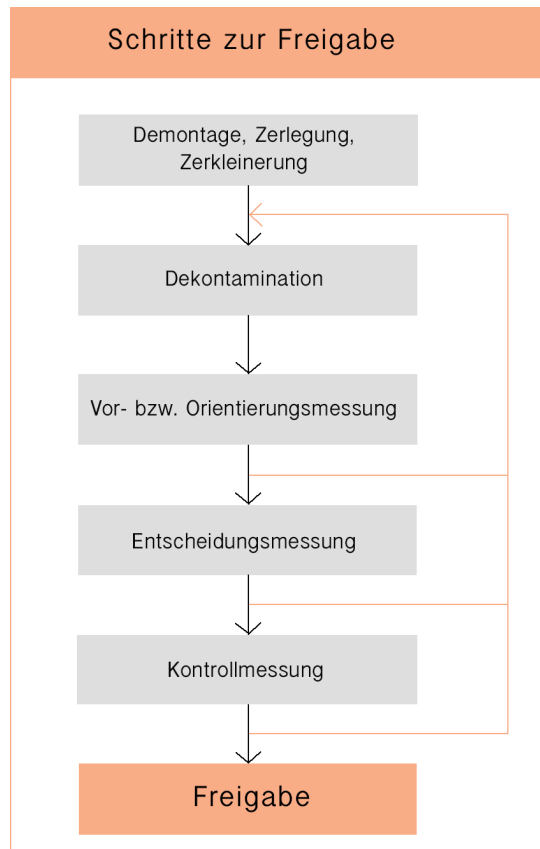 Schritte zur Freigabe
Demontage, Zerlegung,
Zerkleinerung
Dekontamination
Vor- bzw. Orientierungsmessung
Entscheidungsmessung
Kontrollmessung
Freigabe